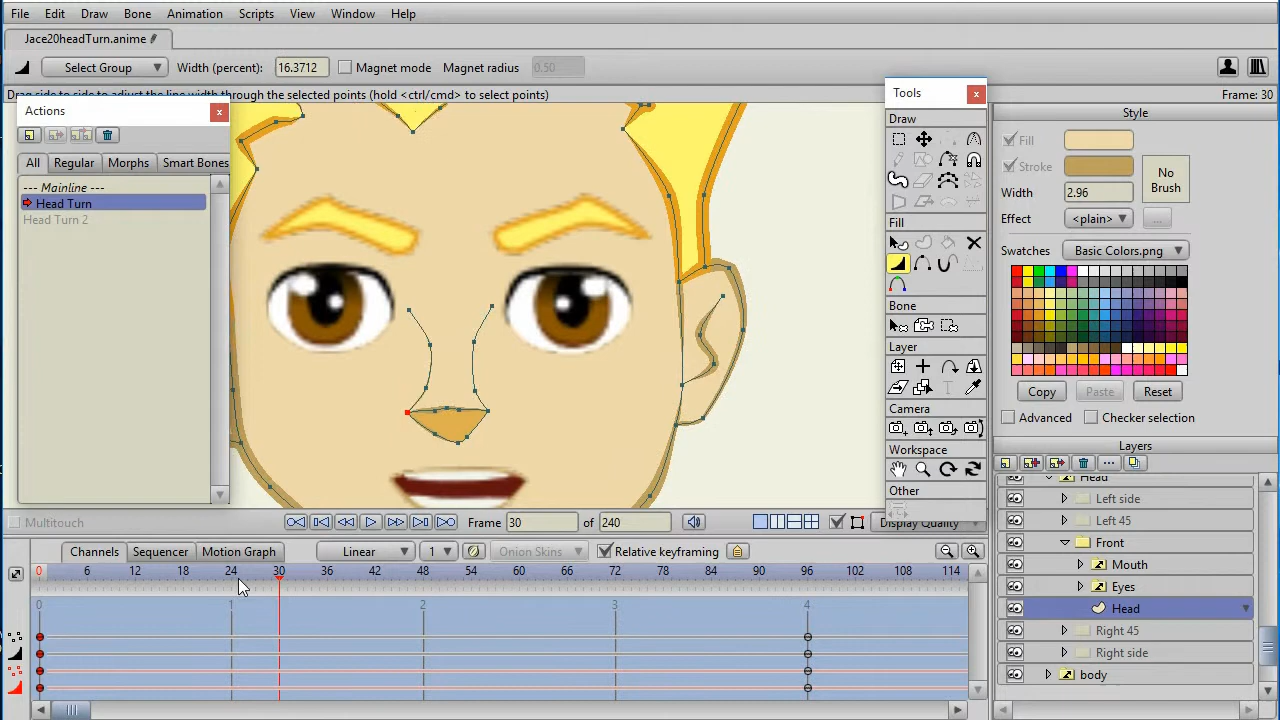 File Edit Draw Bone Animation Scripts View Window Help
Jace20headTurn.anime
Select Group Width (percent): 16.3712 Magnet mode Magnet radius 0.50
Drag side to side to adjust the line width through the selected points (hold <ctrl/cmd> to select points) Frame: 30
Actions
All Regular Morphs Smart Bones
--- Mainline ---
Head Turn
Head Turn 2
Tools
Draw
Fill
Bone
Layer
Camera
Workspace
Other
Style
Fill
Stroke
No Brush
Width 2.96
Effect <plain> ...
Swatches Basic Colors.png
Copy Paste Reset
Advanced Checker selection
Layers
Head
Left side
Left 45
Front
Mouth
Eyes
Head
Right 45
Right side
body
Multitouch Frame 30 of 240 Display Quality
Channels Sequencer Motion Graph Linear 1 Onion Skins Relative keyframing
0 6 12 18 24 30 36 42 48 54 60 66 72 78 84 90 96 102 108 114
0 1 2 3 4